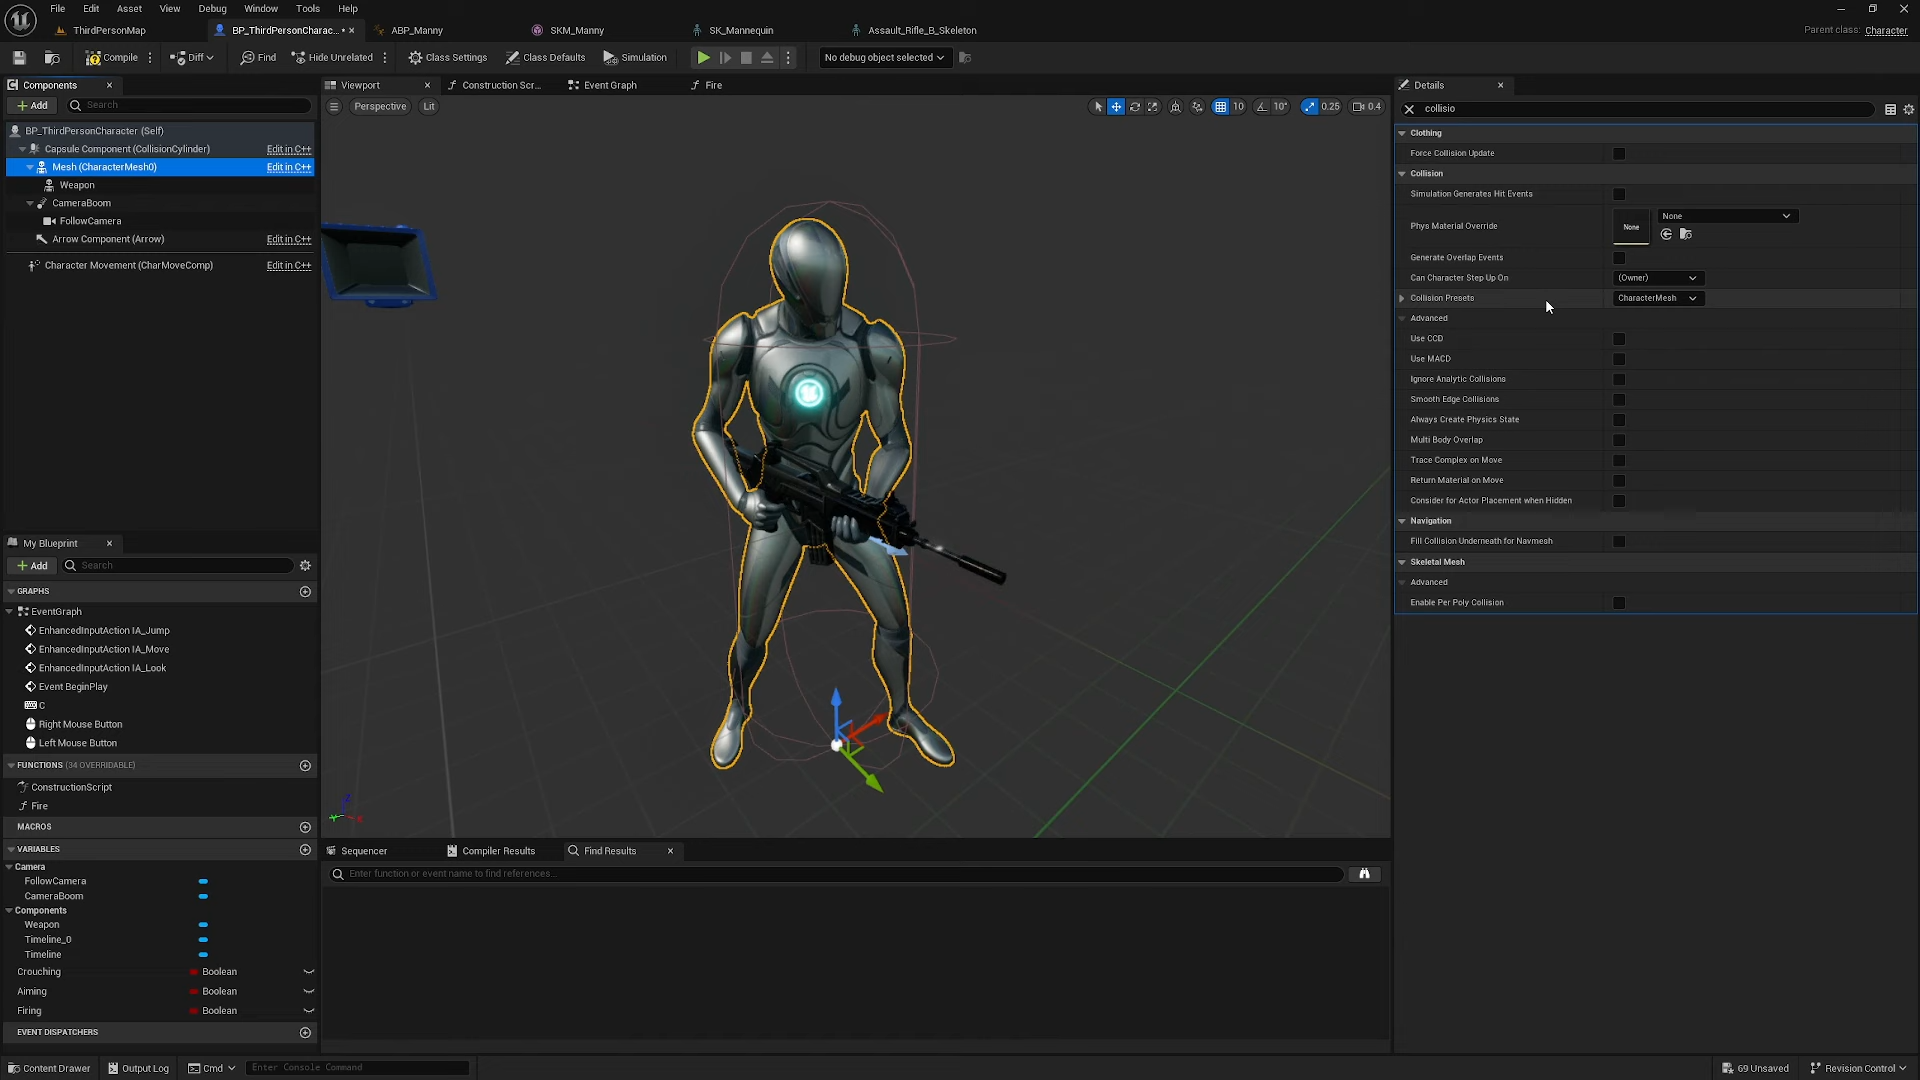 File Edit Asset View Debug Window Tools Help
ThirdPersonMap
BP_ThirdPersonCharac... •
ABP_Manny
SKM_Manny
SK_Mannequin
Assault_Rifle_B_Skeleton
Parent class: Character
Compile
Diff
Find
Hide Unrelated
Class Settings
Class Defaults
Simulation
No debug object selected
Components
Add
Search
BP_ThirdPersonCharacter (Self)
Capsule Component (CollisionCylinder) Edit in C++
Mesh (CharacterMesh0) Edit in C++
Weapon
CameraBoom
FollowCamera
Arrow Component (Arrow) Edit in C++
Character Movement (CharMoveComp) Edit in C++
My Blueprint
Add
Search
GRAPHS
EventGraph
EnhancedInputAction IA_Jump
EnhancedInputAction IA_Move
EnhancedInputAction IA_Look
Event BeginPlay
C
Right Mouse Button
Left Mouse Button
FUNCTIONS (34 OVERRIDABLE)
ConstructionScript
Fire
MACROS
VARIABLES
Camera
FollowCamera
CameraBoom
Components
Weapon
Timeline_0
Timeline
Crouching Boolean
Aiming Boolean
Firing Boolean
EVENT DISPATCHERS
Viewport
Construction Scr...
Event Graph
Fire
Perspective
Lit
10
10°
0.25
0.4
Z
Y
X
Sequencer
Compiler Results
Find Results
Enter function or event name to find references...
Details
collisio
Clothing
Force Collision Update
Collision
Simulation Generates Hit Events
Phys Material Override None None
Generate Overlap Events
Can Character Step Up On (Owner)
Collision Presets CharacterMesh
Advanced
Use CCD
Use MACD
Ignore Analytic Collisions
Smooth Edge Collisions
Always Create Physics State
Multi Body Overlap
Trace Complex on Move
Return Material on Move
Consider for Actor Placement when Hidden
Navigation
Fill Collision Underneath for Navmesh
Skeletal Mesh
Advanced
Enable Per Poly Collision
Content Drawer
Output Log
Cmd
Enter Console Command
69 Unsaved
Revision Control